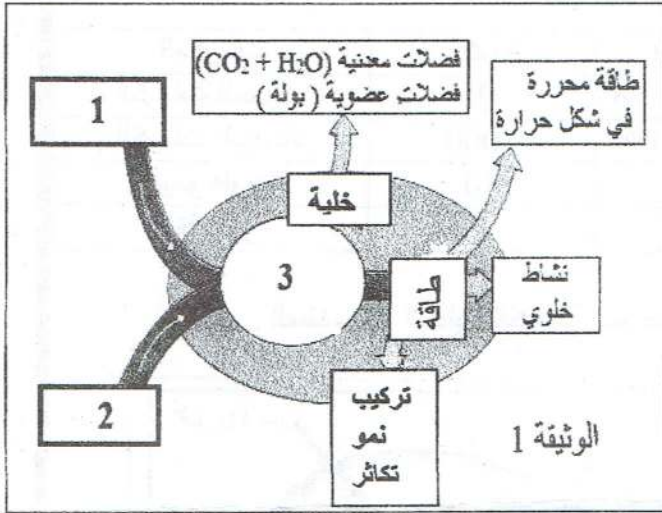 فضلات معدنية (CO₂ + H₂O)
فضلات عضوية (بولة)
طاقة محررة
في شكل حرارة
1
خلية
3
طاقة
نشاط
خلوي
2
تركيب
نمو
تكاثر
الوثيقة 1